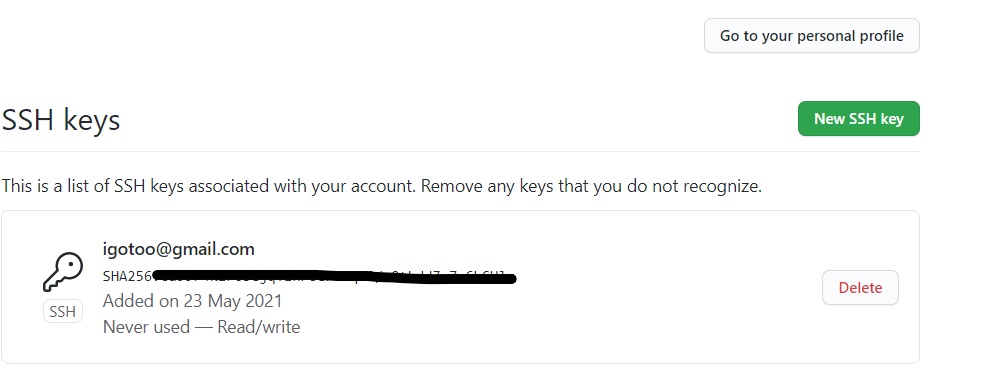 Go to your personal profile
SSH keys
New SSH key
This is a list of SSH keys associated with your account. Remove any keys that you do not recognize.
igotoo@gmail.com
SHA256
Added on 23 May 2021
SSH
Never used — Read/write
Delete